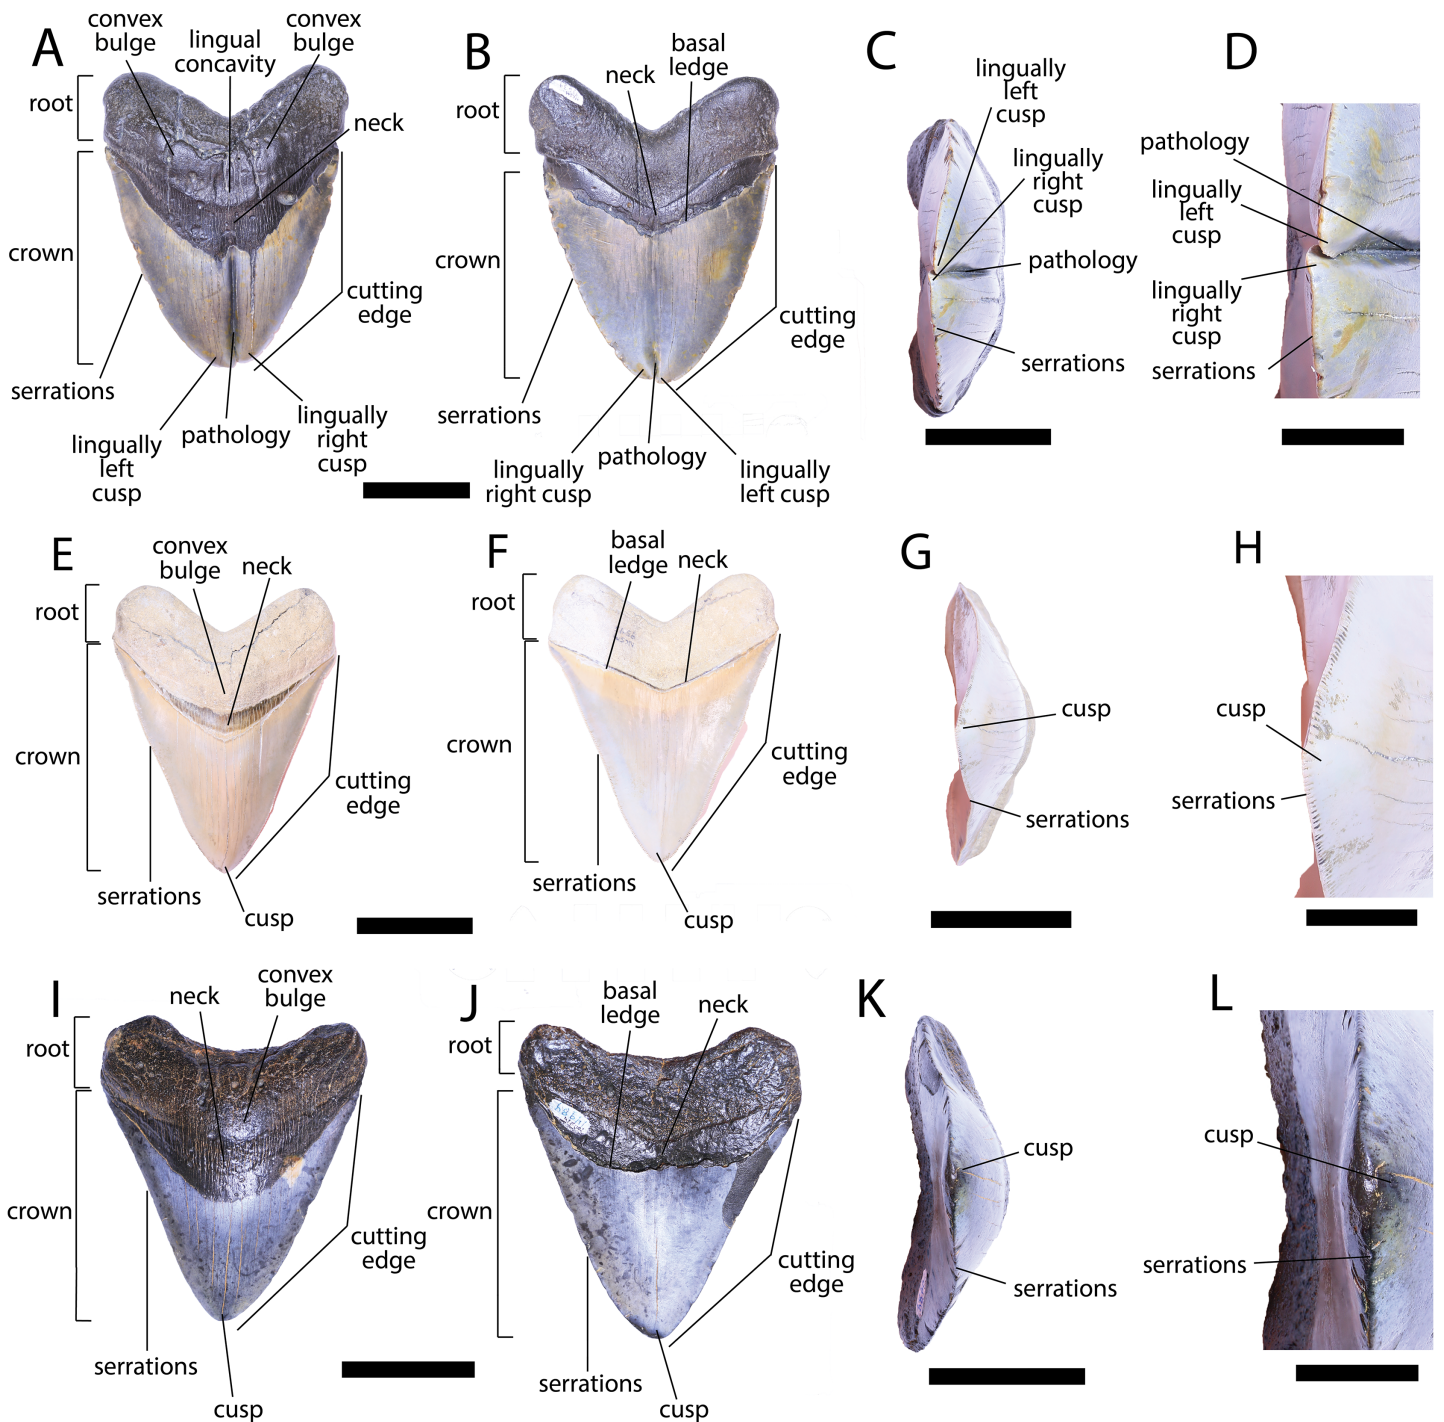 A
convex
bulge
lingual
concavity
convex
bulge
root
neck
crown
cutting
edge
serrations
lingually
left
cusp
pathology
lingually
right
cusp
B
neck
basal
ledge
root
crown
cutting
edge
serrations
lingually
right cusp
pathology
lingually
left cusp
C
lingually
left
cusp
lingually
right
cusp
pathology
serrations
D
pathology
lingually
left
cusp
lingually
right
cusp
serrations
E
convex
bulge
neck
root
crown
cutting
edge
serrations
cusp
F
basal
ledge
neck
root
crown
cutting
edge
serrations
cusp
G
cusp
serrations
H
cusp
serrations
I
neck
convex
bulge
root
crown
cutting
edge
serrations
cusp
J
basal
ledge
neck
root
crown
cutting
edge
serrations
cusp
K
cusp
serrations
L
cusp
serrations